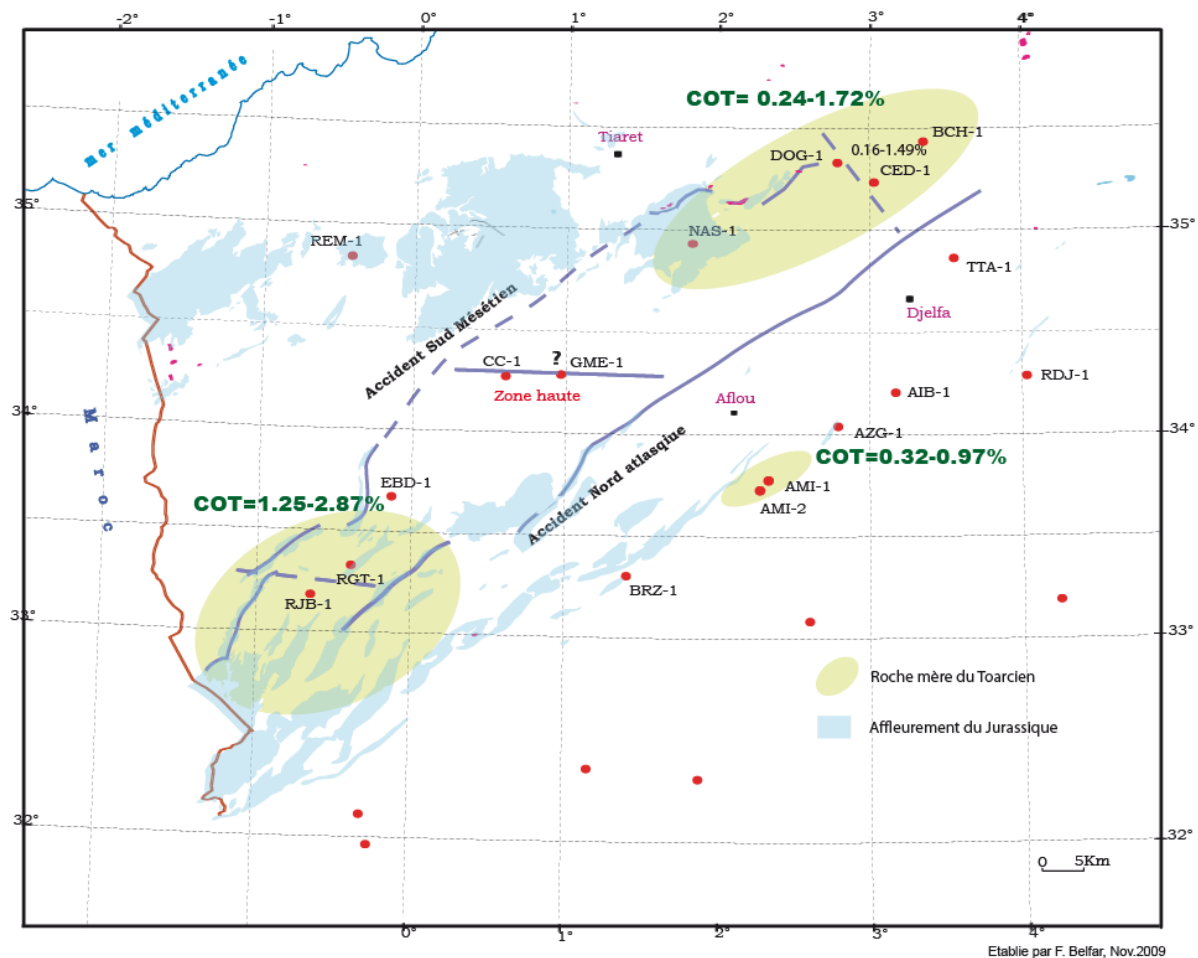 -2°
-1°
0°
1°
2°
3°
4°
mer méditerranée
COT= 0.24-1.72%
Tiaret
BCH-1
0.16-1.49%
DOG-1
CED-1
35°
35°
NAS-1
REM-1
TTA-1
Djelfa
Accident Sud Mésétien
CC-1
?
GME-1
Zone haute
RDJ-1
AIB-1
Aflou
34°
34°
AZG-1
Maroc
COT=0.32-0.97%
Accident Nord atlasqiue
EBD-1
AMI-1
COT=1.25-2.87%
AMI-2
RGT-1
BRZ-1
RJB-1
33°
33°
Roche mère du Toarcien
Affleurement du Jurassique
32°
32°
0 5Km
0°
1°
2°
3°
4°
Etablie par F. Belfar, Nov.2009